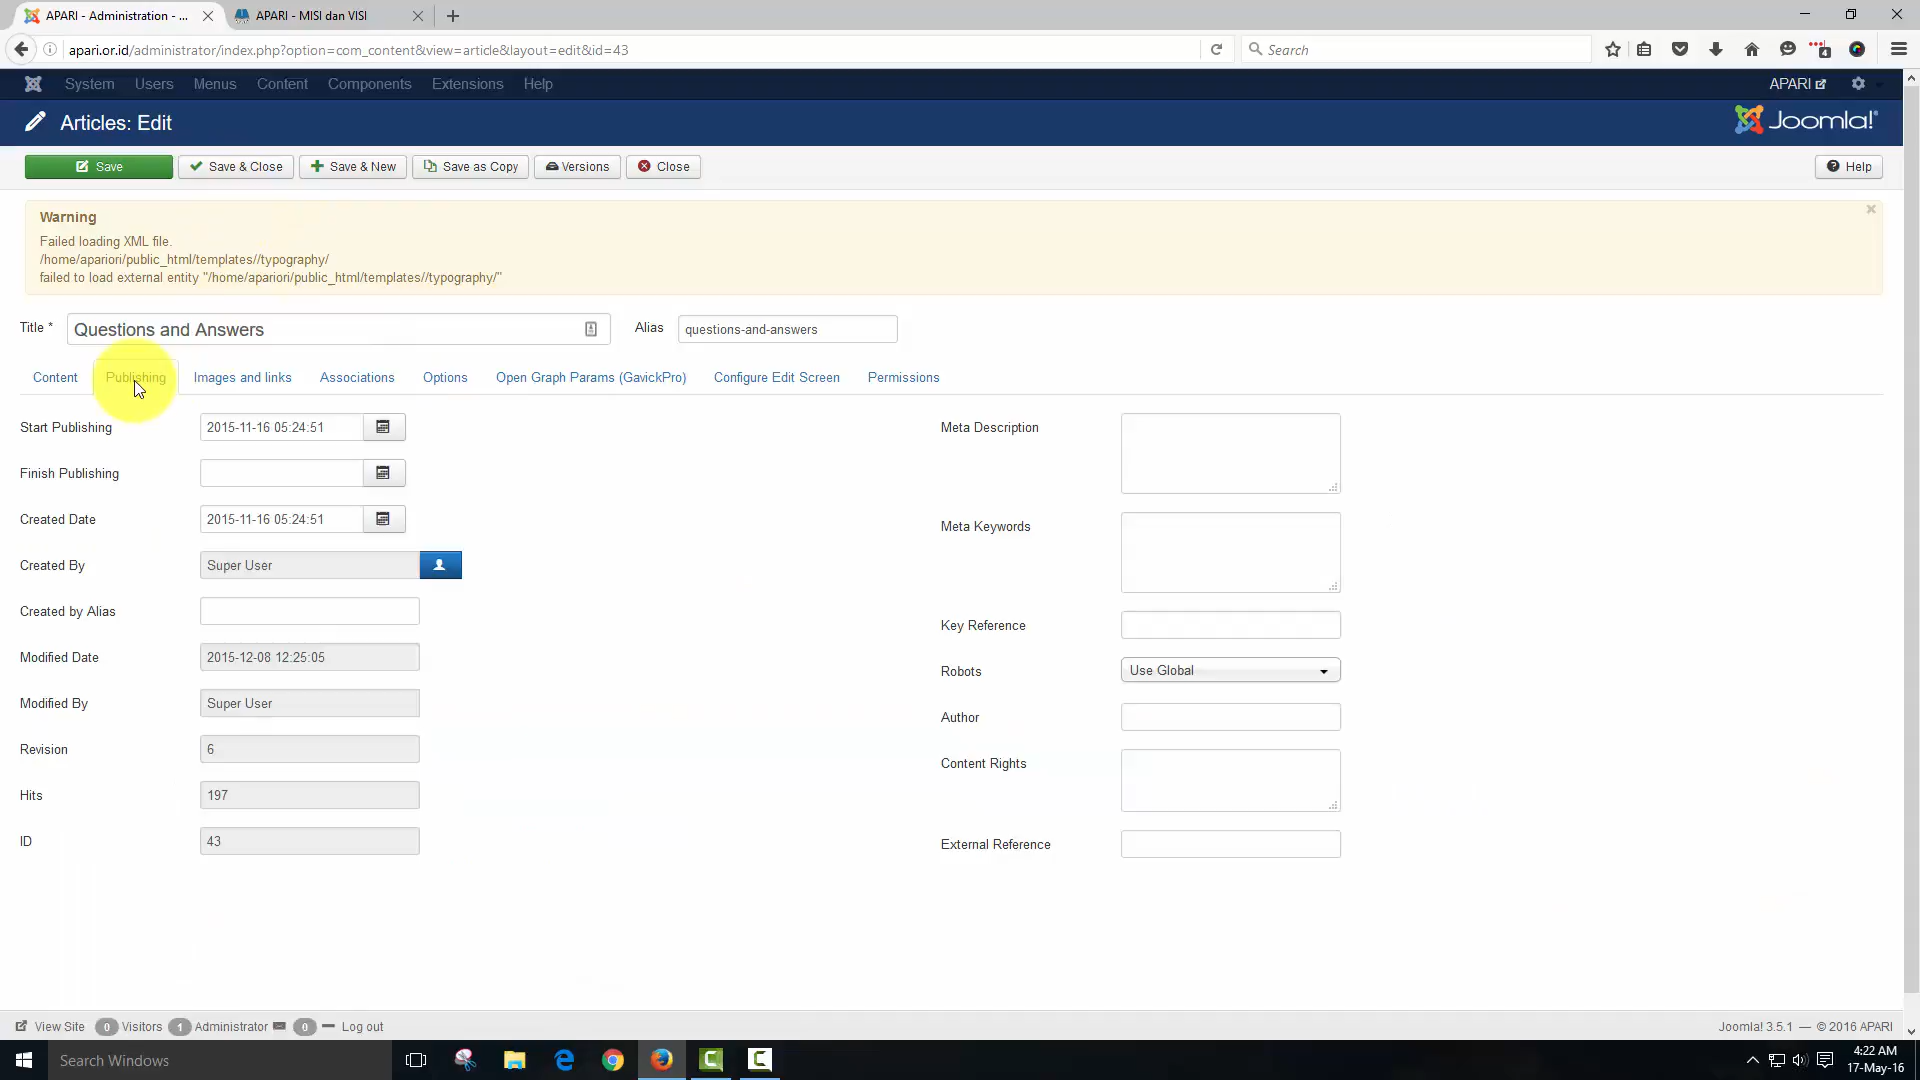 APARI - Administration - ...
APARI - MISI dan VISI
apari.or.id/administrator/index.php?option=com_content&view=article&layout=edit&id=43
Search
4
System Users Menus Content Components Extensions Help
APARI
Articles: Edit
Joomla!
Save
Save & Close
Save & New
Save as Copy
Versions
Close
Help
Warning
Failed loading XML file.
/home/apariori/public_html/templates//typography/
failed to load external entity "/home/apariori/public_html/templates//typography/"
Title *
Questions and Answers
Alias
questions-and-answers
Content
Publishing
Images and links
Associations
Options
Open Graph Params (GavickPro)
Configure Edit Screen
Permissions
Start Publishing
2015-11-16 05:24:51
Finish Publishing
Created Date
2015-11-16 05:24:51
Created By
Super User
Created by Alias
Modified Date
2015-12-08 12:25:05
Modified By
Super User
Revision
6
Hits
197
ID
43
Meta Description
Meta Keywords
Key Reference
Robots
Use Global
Author
Content Rights
External Reference
View Site 0 Visitors 1 Administrator 0 Log out
Joomla! 3.5.1 — © 2016 APARI
Search Windows
4:22 AM
17-May-16